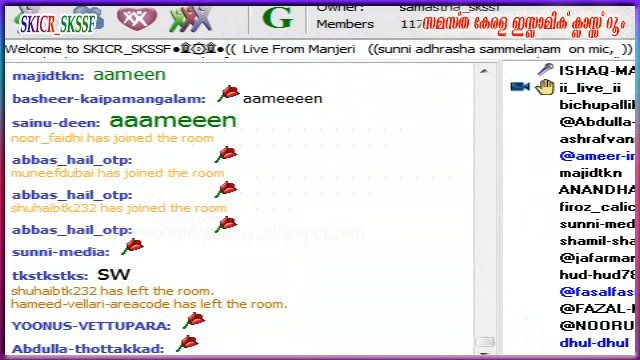 SKICR_SKSSF
Owner: samastha_skssf
Members 117
സമസ്ത കേരള ഇസ്ലാമിക് ക്ലാസ്സ് റൂം
Welcome to SKICR_SKSSF●۩۞۩●(( Live From Manjeri ((sunni adhrasha sammelanam on mic, ))
majidtkn: aameen
basheer-kaipamangalam: aameeeen
sainu-deen: aaameeen
noor_faidhi has joined the room
abbas_hail_otp:
muneefdubai has joined the room
abbas_hail_otp:
shuhaibtk232 has joined the room
abbas_hail_otp:
sunni-media:
tkstkstks: sw
shuhaibtk232 has left the room.
hameed-vellari-areacode has left the room.
YOONUS-VETTUPARA:
Abdulla-thottakkad:
ISHAQ-MA
ii_live_ii
bichupallik
@Abdulla-
ashrafvan
@ameer-ir
majidtkn
ANANDHA
firoz_calic
sunni-med
shamil-sha
@jafarmar
hud-hud78
@fasalfas
@FAZAL-
@NOORU
dhul-dhul